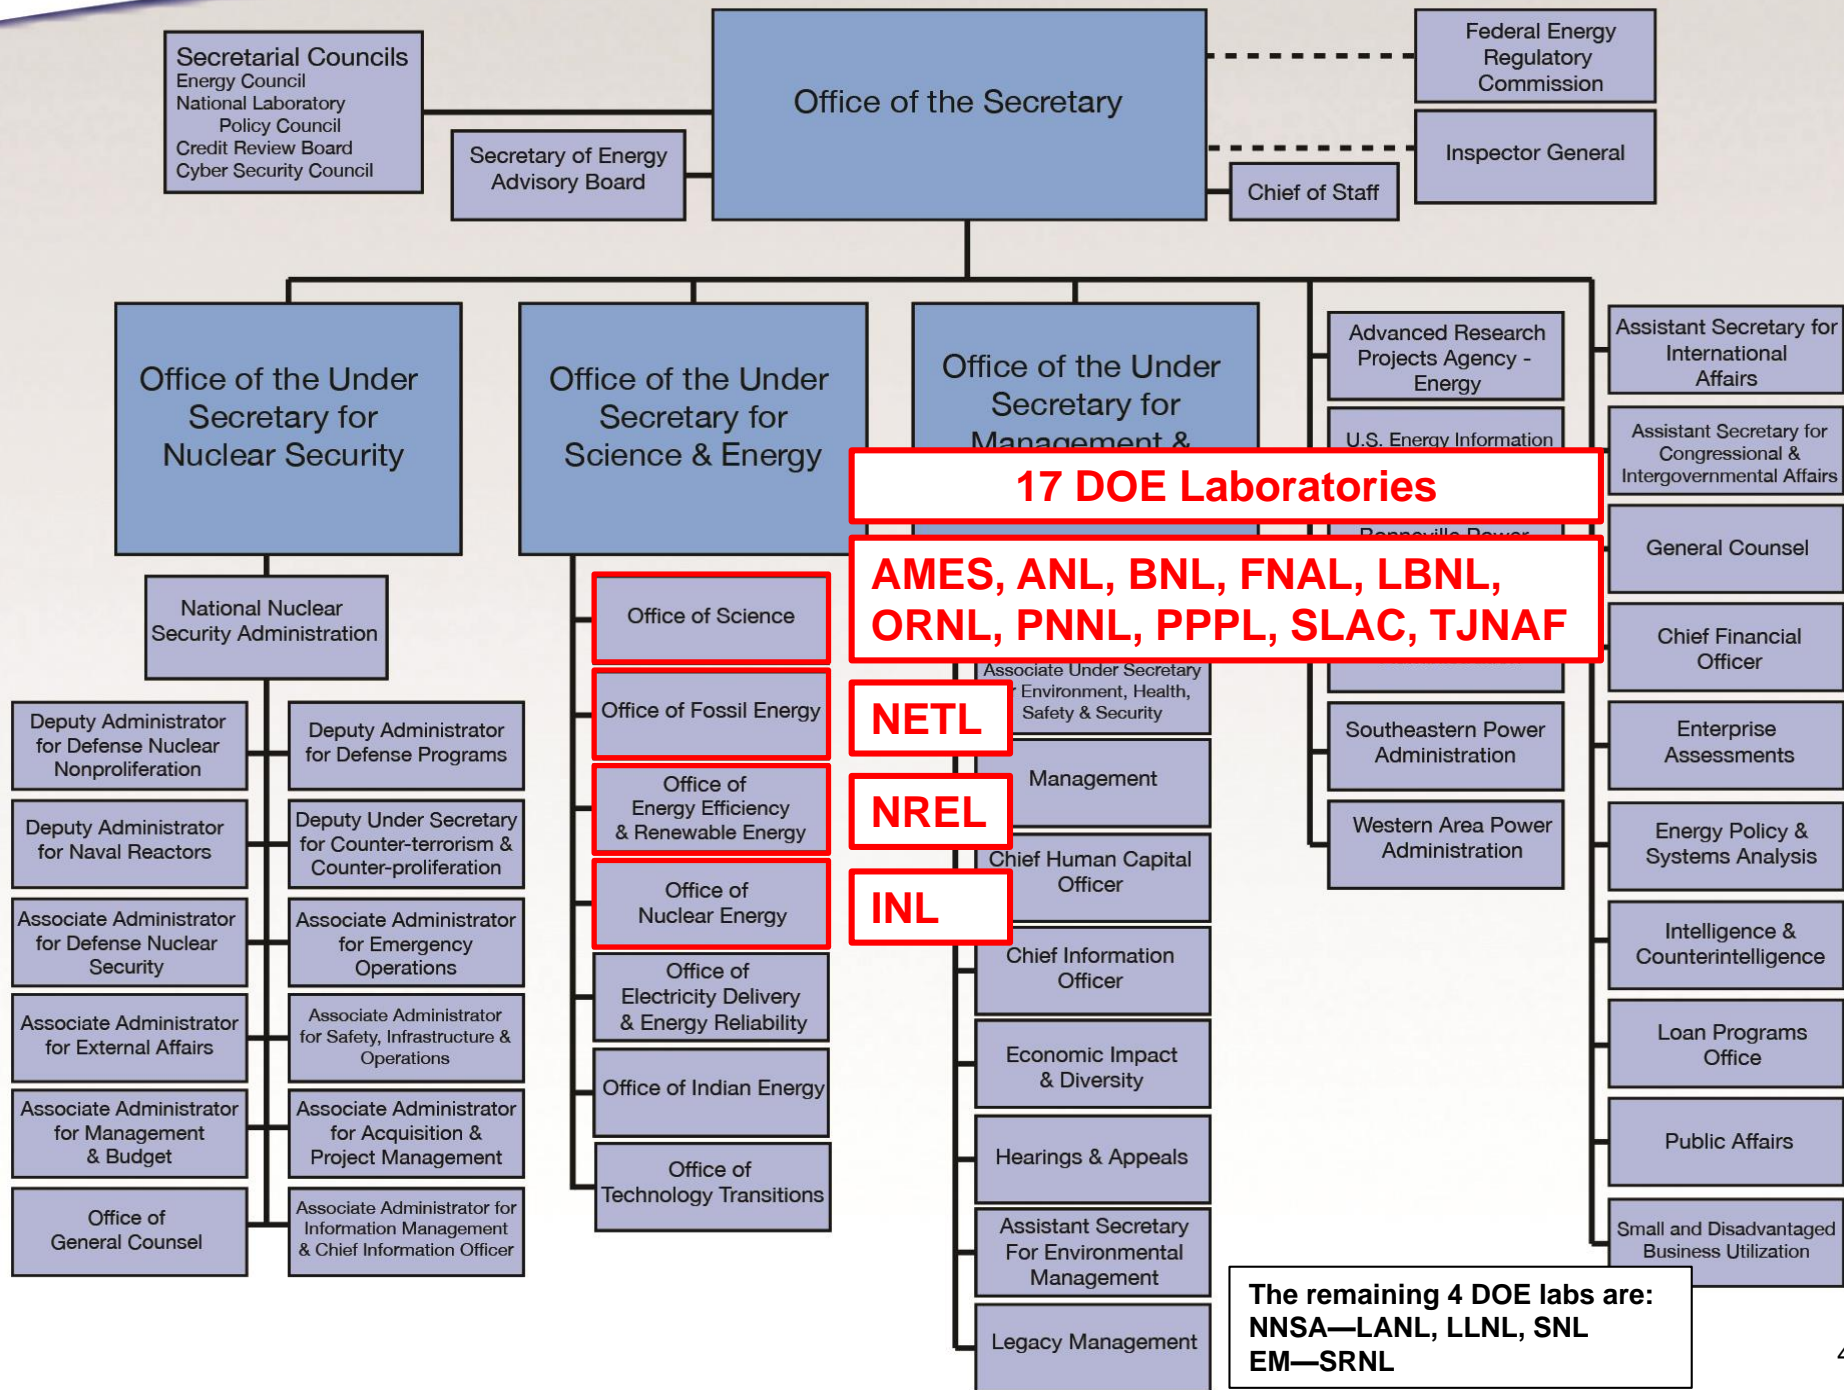 Secretarial Councils
Energy Council
National Laboratory
Policy Council
Credit Review Board
Cyber Security Council
Secretary of Energy
Advisory Board
Office of the Secretary
Federal Energy
Regulatory
Commission
Inspector General
Chief of Staff
Office of the Under
Secretary for
Nuclear Security
Office of the Under
Secretary for
Science & Energy
Office of the Under
Secretary for
Management &
Advanced Research
Projects Agency -
Energy
U.S. Energy Information
Bonneville Power
Southeastern Power
Administration
Western Area Power
Administration
Assistant Secretary for
International
Affairs
Assistant Secretary for
Congressional &
Intergovernmental Affairs
General Counsel
Chief Financial
Officer
Enterprise
Assessments
Energy Policy &
Systems Analysis
Intelligence &
Counterintelligence
Loan Programs
Office
Public Affairs
Small and Disadvantaged
Business Utilization
17 DOE Laboratories
AMES, ANL, BNL, FNAL, LBNL,
ORNL, PNNL, PPPL, SLAC, TJNAF
NETL
NREL
INL
National Nuclear
Security Administration
Deputy Administrator
for Defense Nuclear
Nonproliferation
Deputy Administrator
for Defense Programs
Deputy Administrator
for Naval Reactors
Deputy Under Secretary
for Counter-terrorism &
Counter-proliferation
Associate Administrator
for Defense Nuclear
Security
Associate Administrator
for Emergency
Operations
Associate Administrator
for External Affairs
Associate Administrator
for Safety, Infrastructure &
Operations
Associate Administrator
for Management
& Budget
Associate Administrator
for Acquisition &
Project Management
Office of
General Counsel
Associate Administrator for
Information Management
& Chief Information Officer
Office of Science
Office of Fossil Energy
Office of
Energy Efficiency
& Renewable Energy
Office of
Nuclear Energy
Office of
Electricity Delivery
& Energy Reliability
Office of Indian Energy
Office of
Technology Transitions
Associate Under Secretary
Environment, Health,
Safety & Security
Management
Chief Human Capital
Officer
Chief Information
Officer
Economic Impact
& Diversity
Hearings & Appeals
Assistant Secretary
For Environmental
Management
Legacy Management
The remaining 4 DOE labs are:
NNSA—LANL, LLNL, SNL
EM—SRNL
4